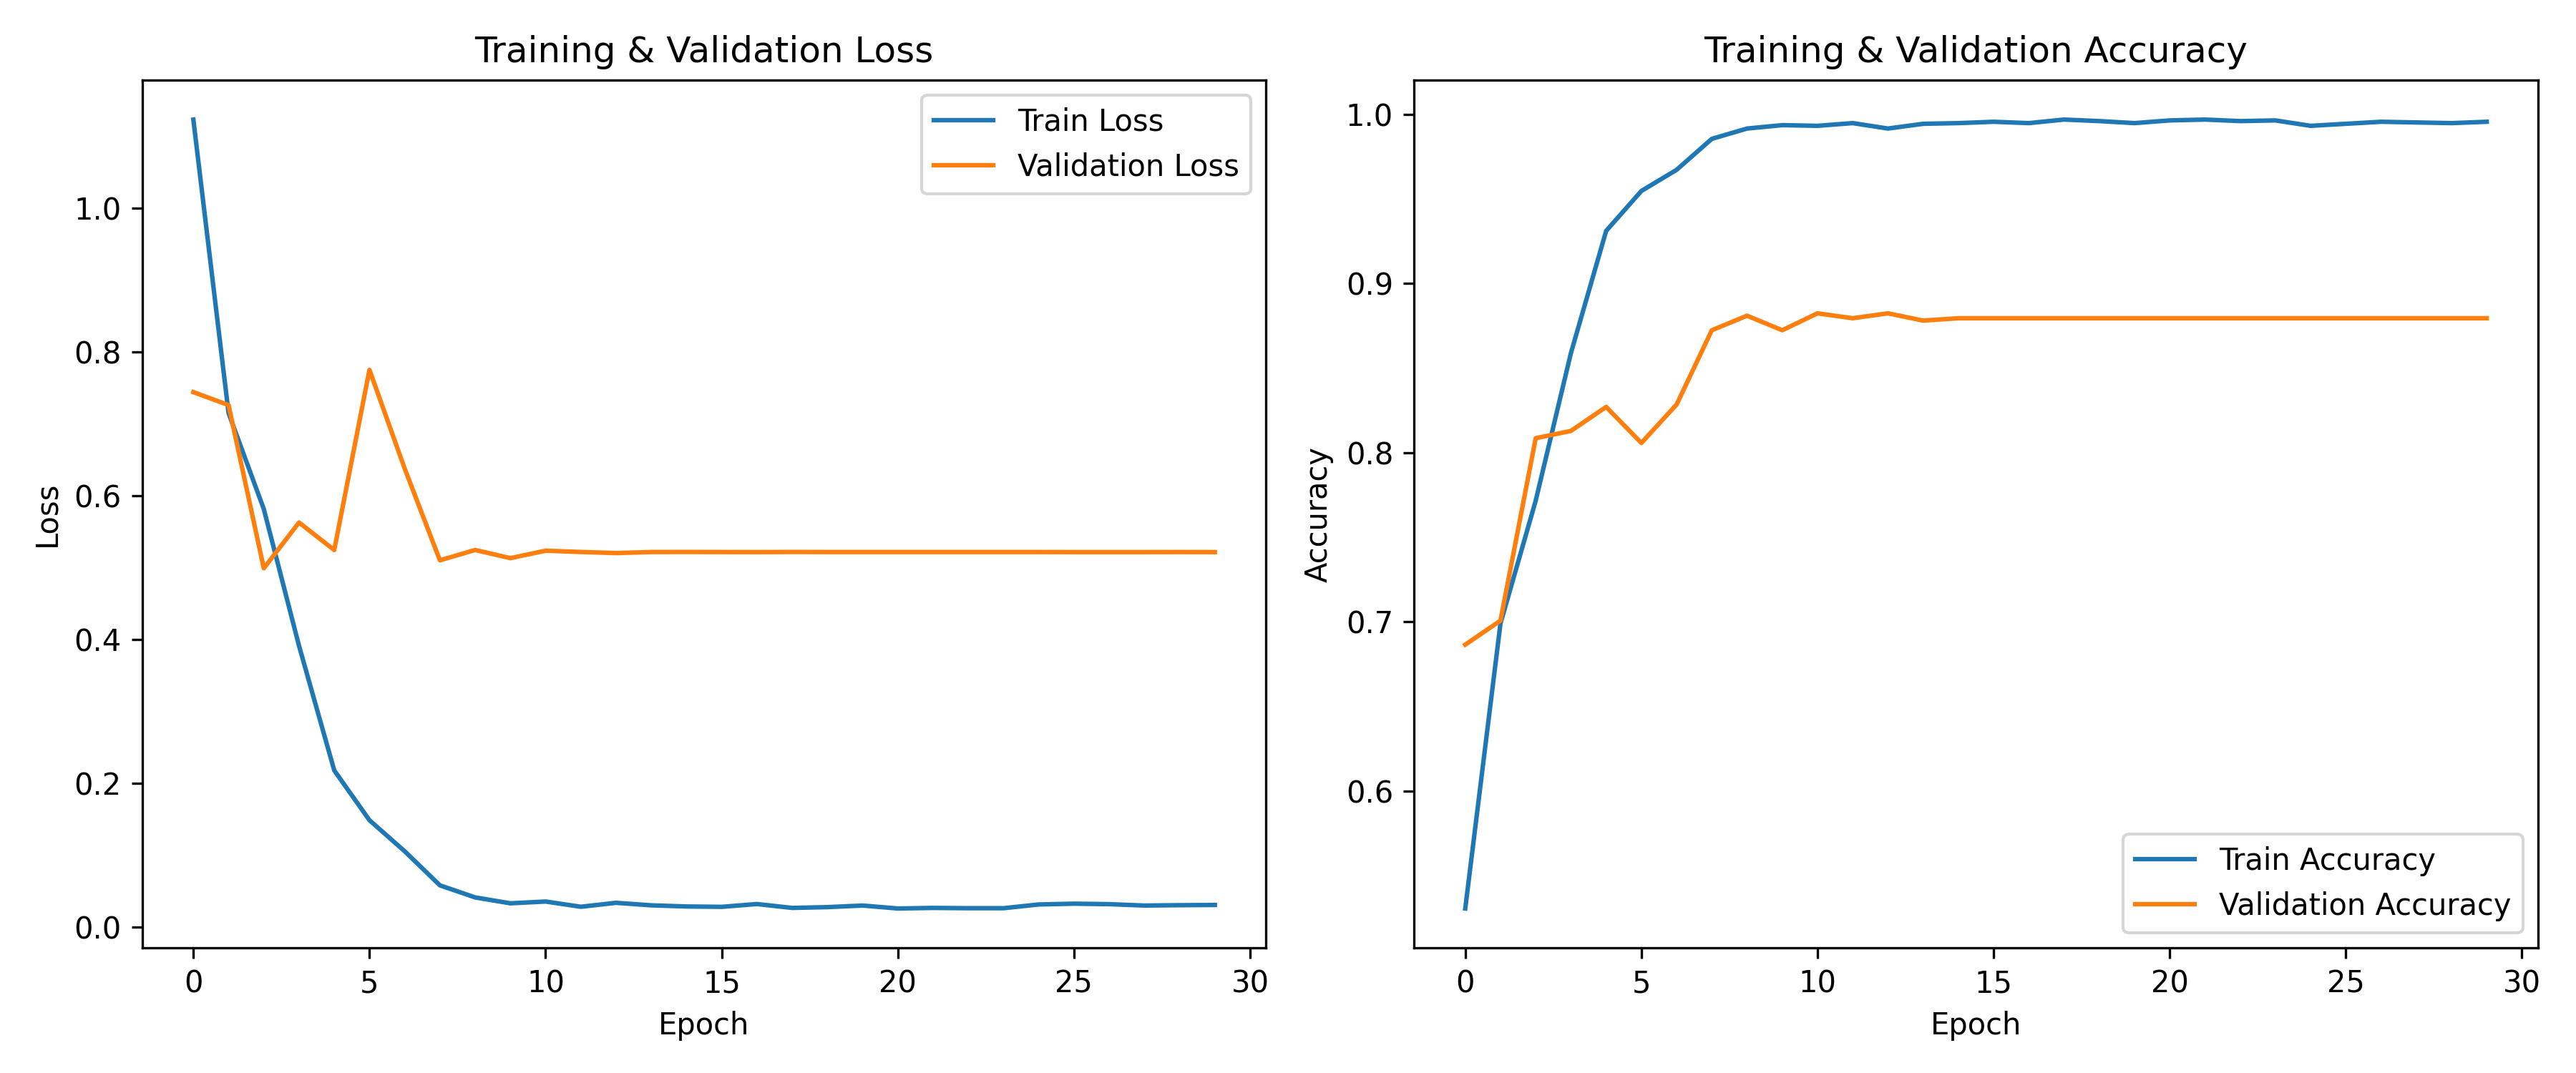 Training & Validation Loss
Train Loss
Validation Loss
1.0
0.8
0.6
0.4
0.2
0.0
Loss
0 5 10 15 20 25 30
Epoch
Training & Validation Accuracy
1.0
0.9
0.8
0.7
0.6
Accuracy
Train Accuracy
Validation Accuracy
0 5 10 15 20 25 30
Epoch